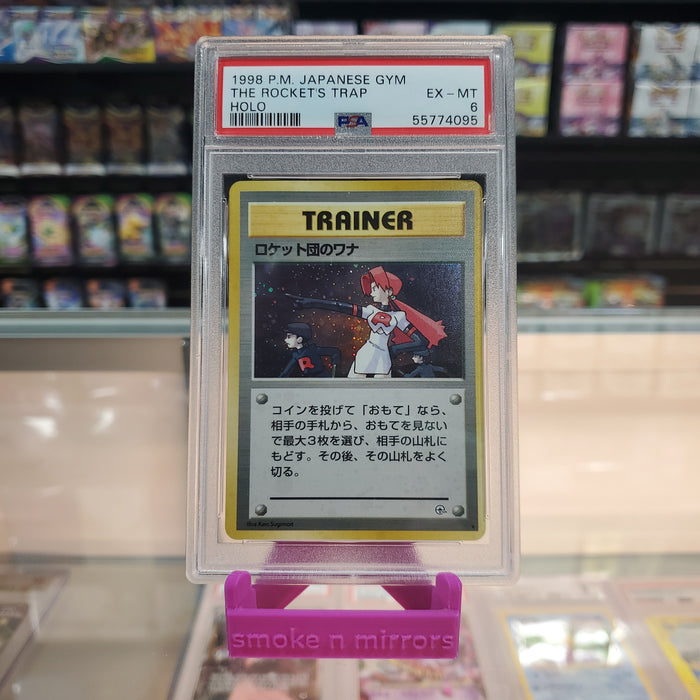 1998 P.M. JAPANESE GYM
THE ROCKET'S TRAP EX-MT
HOLO 6
PSA 55774095
TRAINER
ロケット団のワナ
R
R
コインを投げて「おもて」なら、
相手の手札から、おもてを見ない
で最大3枚を選び、相手の山札に
もどす。その後、その山札をよく
切る。
Illus. Ken Sugimori
smoke n mirrors